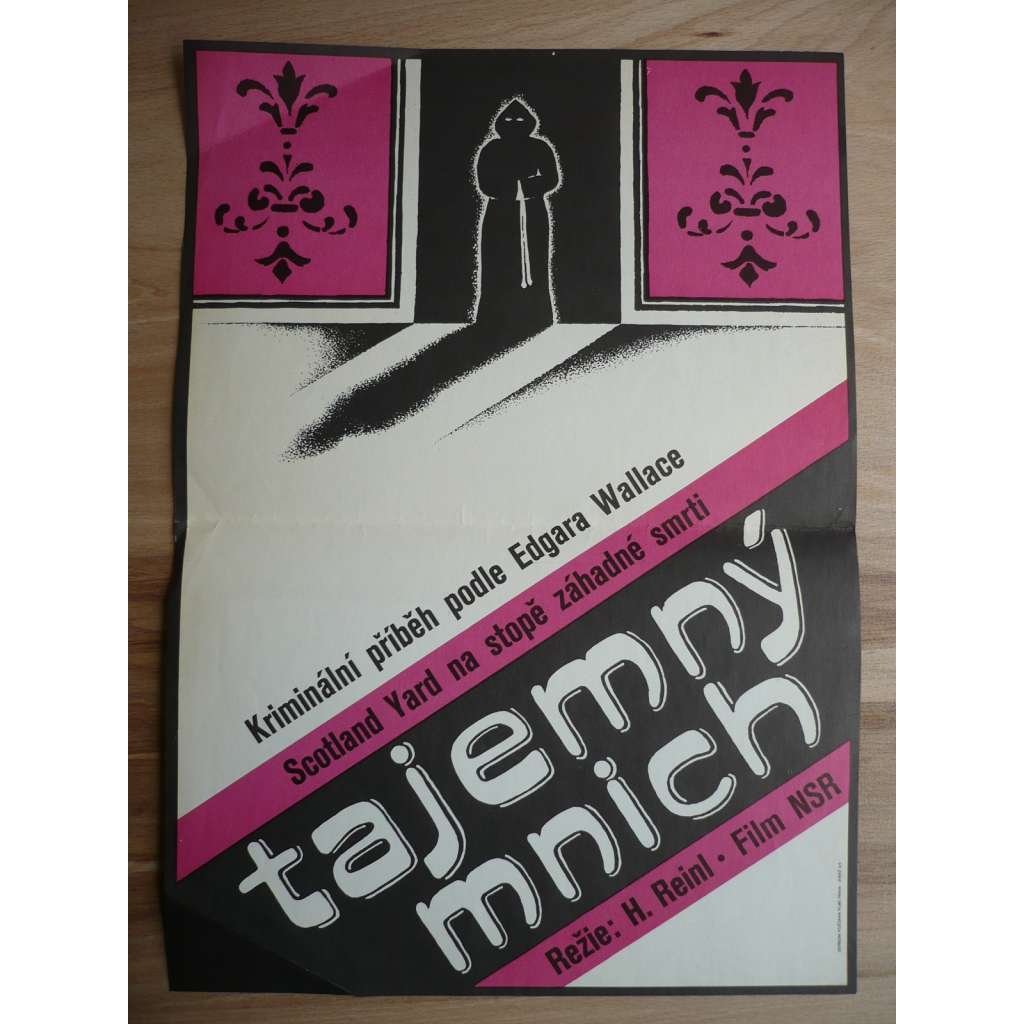 Kriminální příběh podle Edgara Wallace
Scotland Yard na stopě záhadné smrti
tajemný
mnich
Režie: H. Reinl • Film NSR